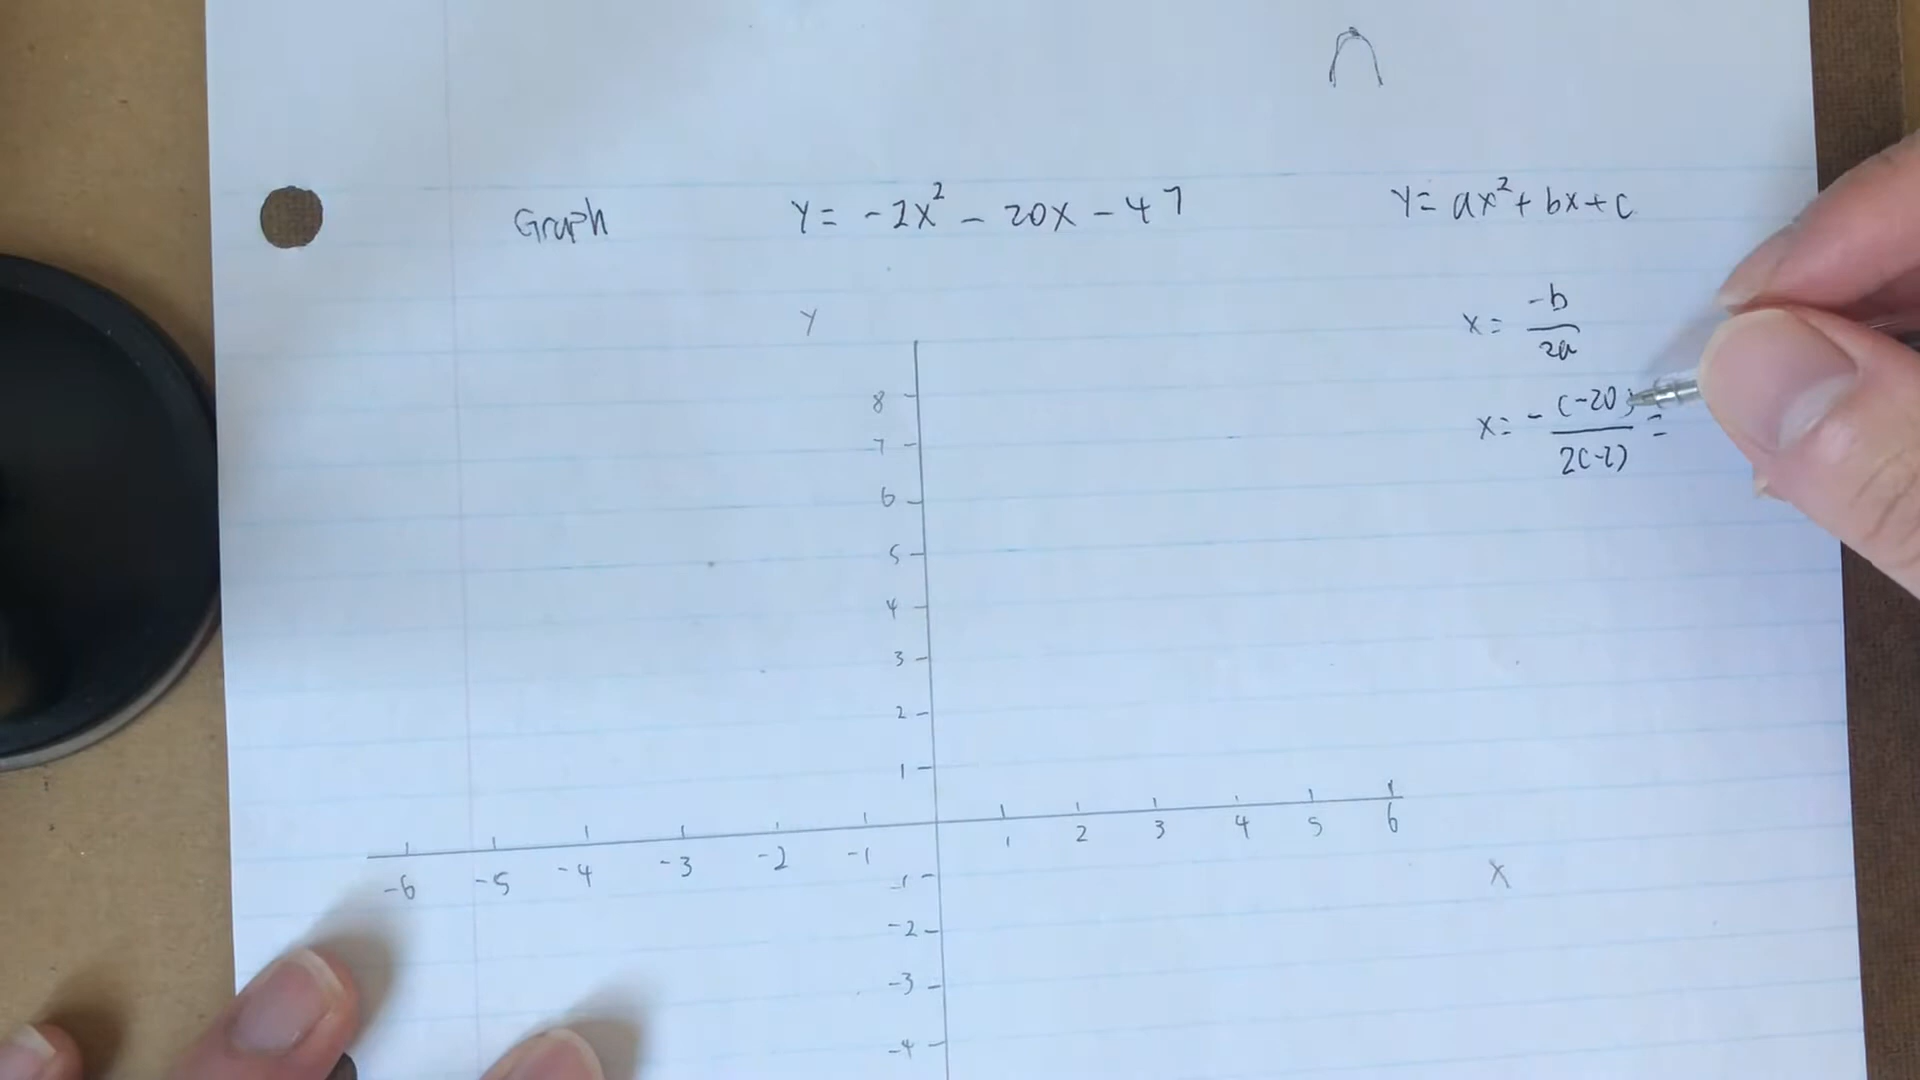 Graph y = -2x² - 20x - 47 y = ax² + bx + c
x = -b/2a
x = -(-20)/2(-2) =
y
8
7
6
5
4
3
2
1
-6 -5 -4 -3 -2 -1 1 2 3 4 5 6
x
-1
-2
-3
-4